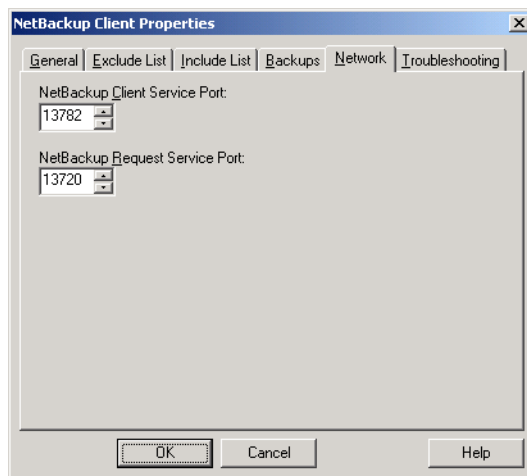 NetBackup Client Properties
General Exclude List Include List Backups Network Troubleshooting
NetBackup Client Service Port:
13782
NetBackup Request Service Port:
13720
OK Cancel Help